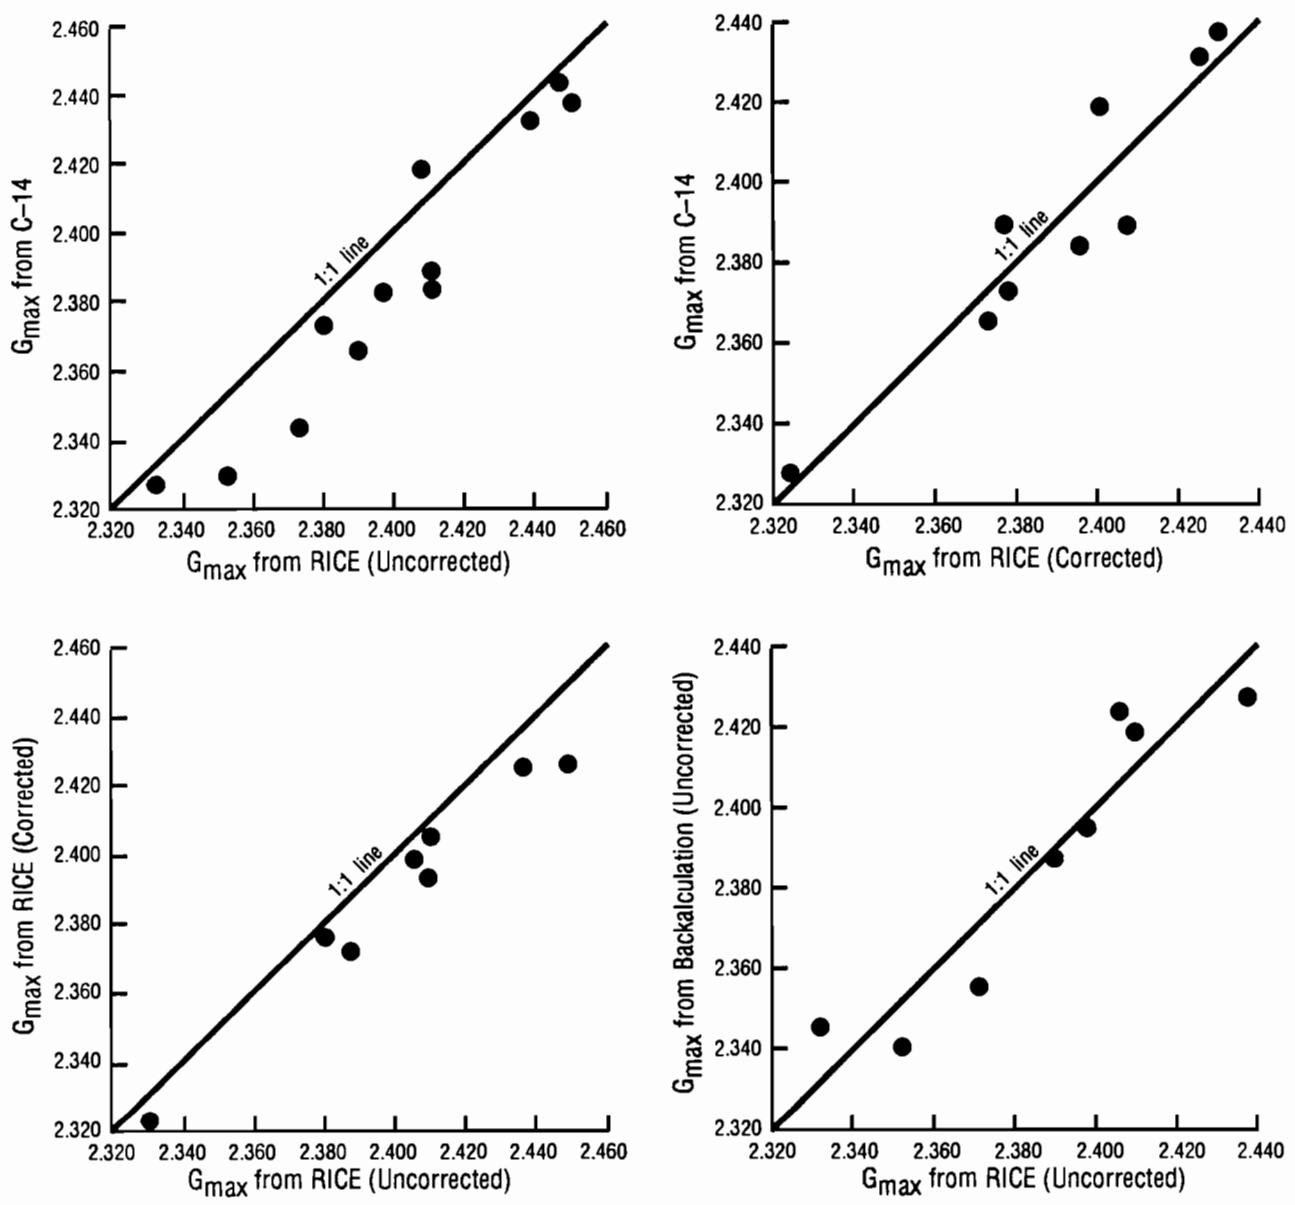 2.460
2.440
2.420
2.400
2.380
2.360
2.340
2.320
Gmax from C–14
1:1 line
2.320 2.340 2.360 2.380 2.400 2.420 2.440 2.460
Gmax from RICE (Uncorrected)
2.440
2.420
2.400
2.380
2.360
2.340
2.320
Gmax from C–14
1:1 line
2.320 2.340 2.360 2.380 2.400 2.420 2.440
Gmax from RICE (Corrected)
2.460
2.440
2.420
2.400
2.380
2.360
2.340
2.320
Gmax from RICE (Corrected)
1:1 line
2.320 2.340 2.360 2.380 2.400 2.420 2.440 2.460
Gmax from RICE (Uncorrected)
2.440
2.420
2.400
2.380
2.360
2.340
2.320
Gmax from Backalculation (Uncorrected)
1:1 line
2.320 2.340 2.360 2.380 2.400 2.420 2.440
Gmax from RICE (Uncorrected)